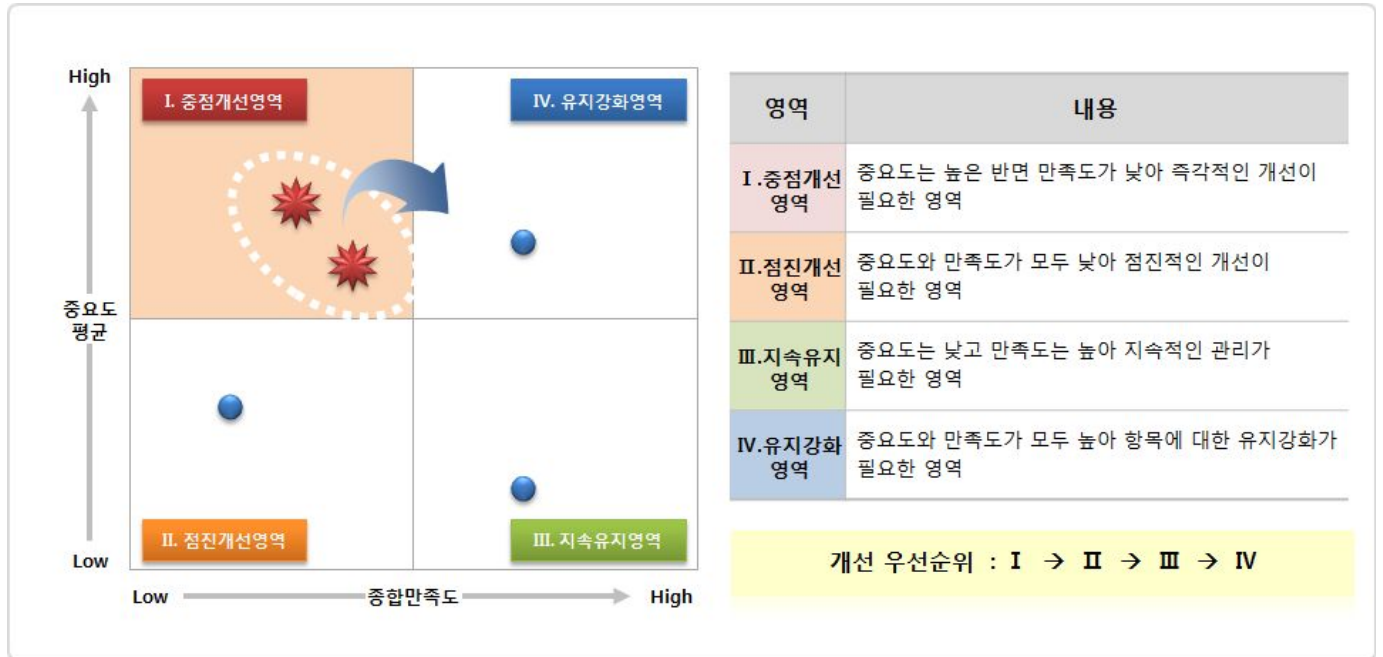 High
I. 중점개선영역
IV. 유지강화영역
중요도
평균
II. 점진개선영역
III. 지속유지영역
Low
Low
종합만족도
High
영역
내용
Ⅰ.중점개선
영역
중요도는 높은 반면 만족도가 낮아 즉각적인 개선이
필요한 영역
Ⅱ.점진개선
영역
중요도와 만족도가 모두 낮아 점진적인 개선이
필요한 영역
Ⅲ.지속유지
영역
중요도는 낮고 만족도는 높아 지속적인 관리가
필요한 영역
Ⅳ.유지강화
영역
중요도와 만족도가 모두 높아 항목에 대한 유지강화가
필요한 영역
개선 우선순위 : Ⅰ → Ⅱ → Ⅲ → Ⅳ